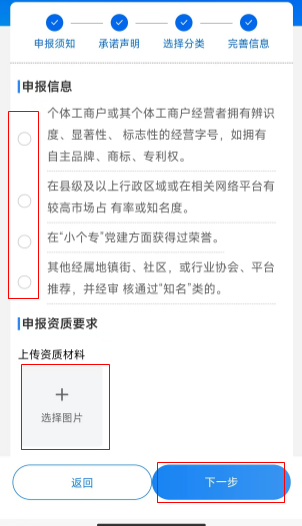 申报须知 承诺声明 选择分类 完善信息
申报信息
个体工商户或其个体工商户经营者拥有辨识
度、显著性、 标志性的经营字号，如拥有
自主品牌、商标、专利权。
在县级及以上行政区域或在相关网络平台有
较高市场占 有率或知名度。
在“小个专”党建方面获得过荣誉。
其他经属地镇街、社区，或行业协会、平台
推荐，并经审 核通过“知名”类的。
申报资质要求
上传资质材料
选择图片
返回 下一步